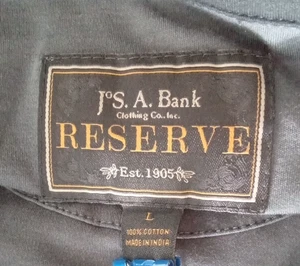 JoS. A. Bank
Clothing Co., Inc.
RESERVE
Est. 1905
L
100% COTTON
MADE IN INDIA